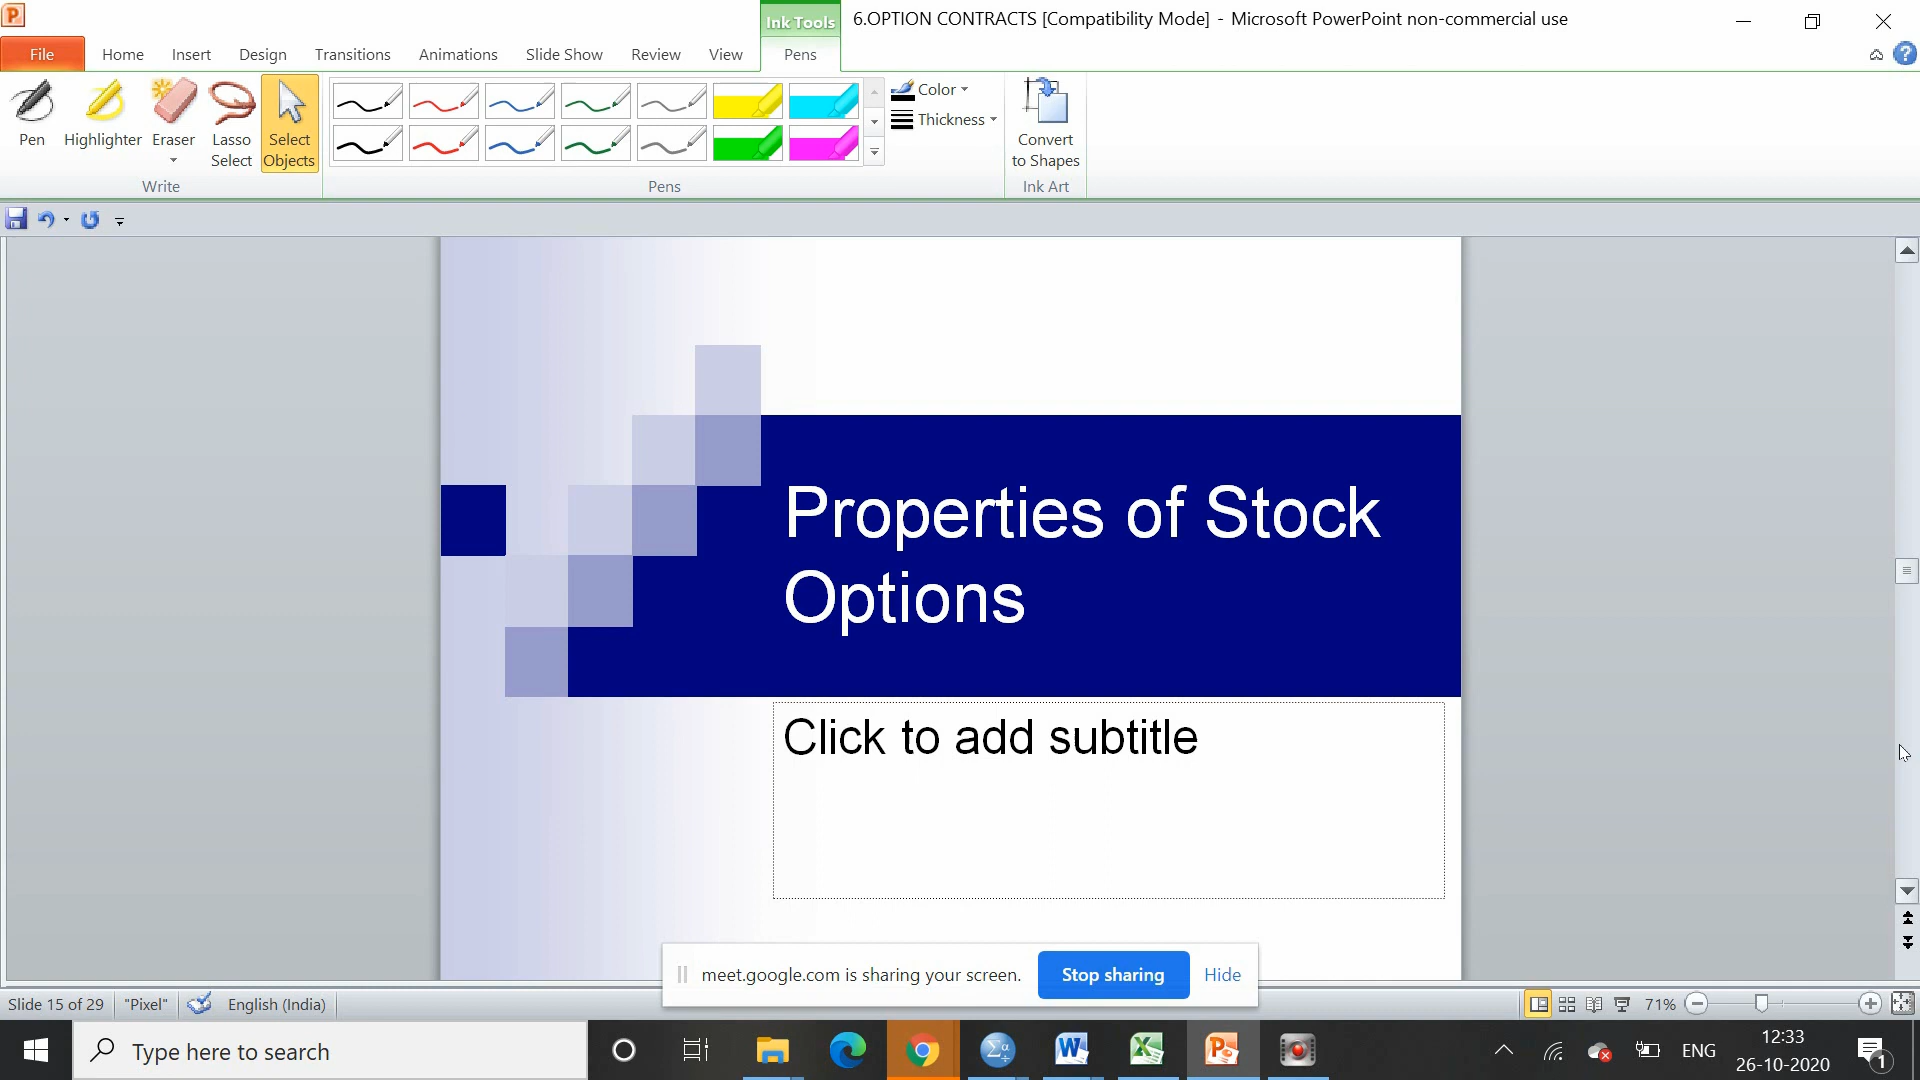 Ink Tools
6.OPTION CONTRACTS [Compatibility Mode] - Microsoft PowerPoint non-commercial use
File Home Insert Design Transitions Animations Slide Show Review View Pens
Pen
Highlighter
Eraser
Lasso
Select
Select
Objects
Color
Thickness
Convert
to Shapes
Write
Pens
Ink Art
Properties of Stock
Options
Click to add subtitle
meet.google.com is sharing your screen. Stop sharing Hide
Slide 15 of 29 "Pixel" English (India) 71%
Type here to search
ENG
12:33
26-10-2020
1